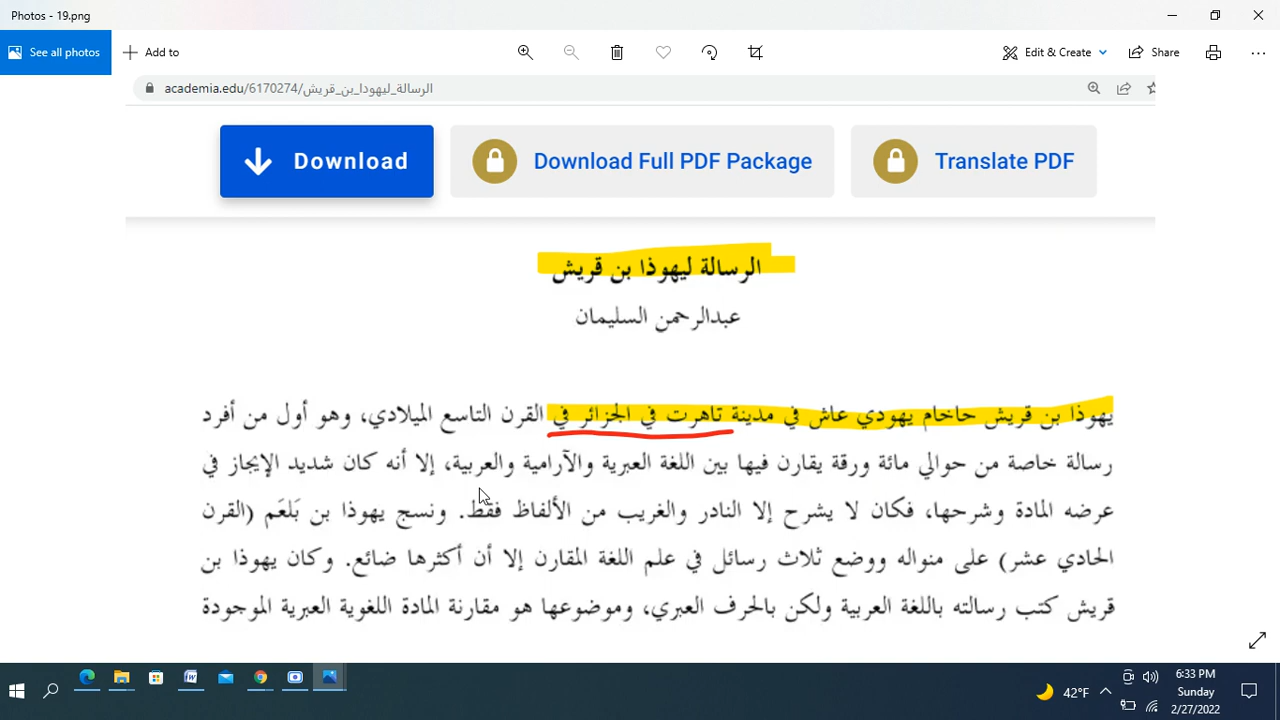 Photos - 19.png
See all photos
Add to
Edit & Create
Share
academia.edu/6170274/الرسالة_ليهوذا_بن_قريش
Download
Download Full PDF Package
Translate PDF
الرسالة ليهوذا بن قريش
عبدالرحمن السليمان
يهوذا بن قريش حاخام يهودي عاش في مدينة تاهرت في الجزائر في القرن التاسع الميلادي، وهو أول من أفرد
رسالة خاصة من حوالي مائة ورقة يقارن فيها بين اللغة العبرية والآرامية والعربية، إلا أنه كان شديد الإيجاز في
عرضه المادة وشرحها، فكان لا يشرح إلا النادر والغريب من الألفاظ فقط. ونسج يهوذا بن بَلعَم (القرن
الحادي عشر) على منواله ووضع ثلاث رسائل في علم اللغة المقارن إلا أن أكثرها ضائع. وكان يهوذا بن
قريش كتب رسالته باللغة العربية ولكن بالحرف العبري، وموضوعها هو مقارنة المادة اللغوية العبرية الموجودة
42°F
6:33 PM
Sunday
2/27/2022